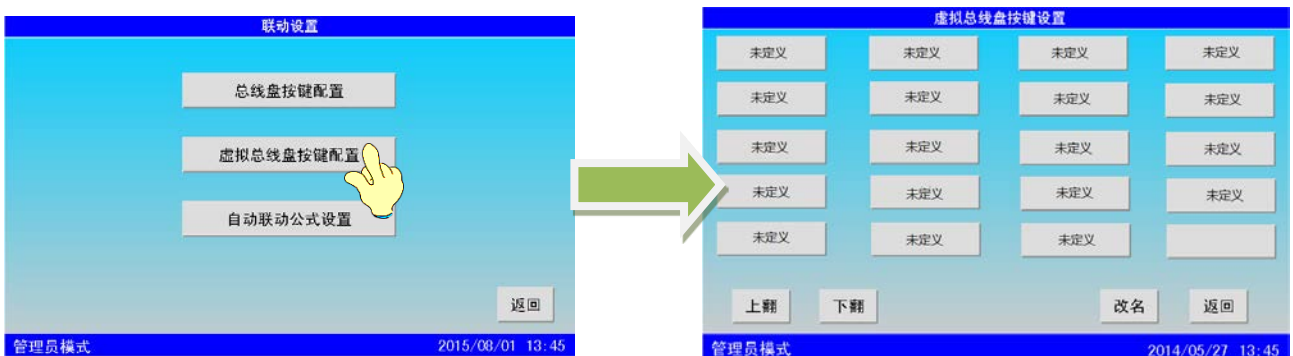 联动设置
总线盘按键配置
虚拟总线盘按键配置
自动联动公式设置
返回
管理员模式 2015/08/01 13:45
虚拟总线盘按键设置
未定义 未定义 未定义 未定义
未定义 未定义 未定义 未定义
未定义 未定义 未定义 未定义
未定义 未定义 未定义 未定义
未定义 未定义 未定义
上翻 下翻 改名 返回
管理员模式 2014/05/27 13:45